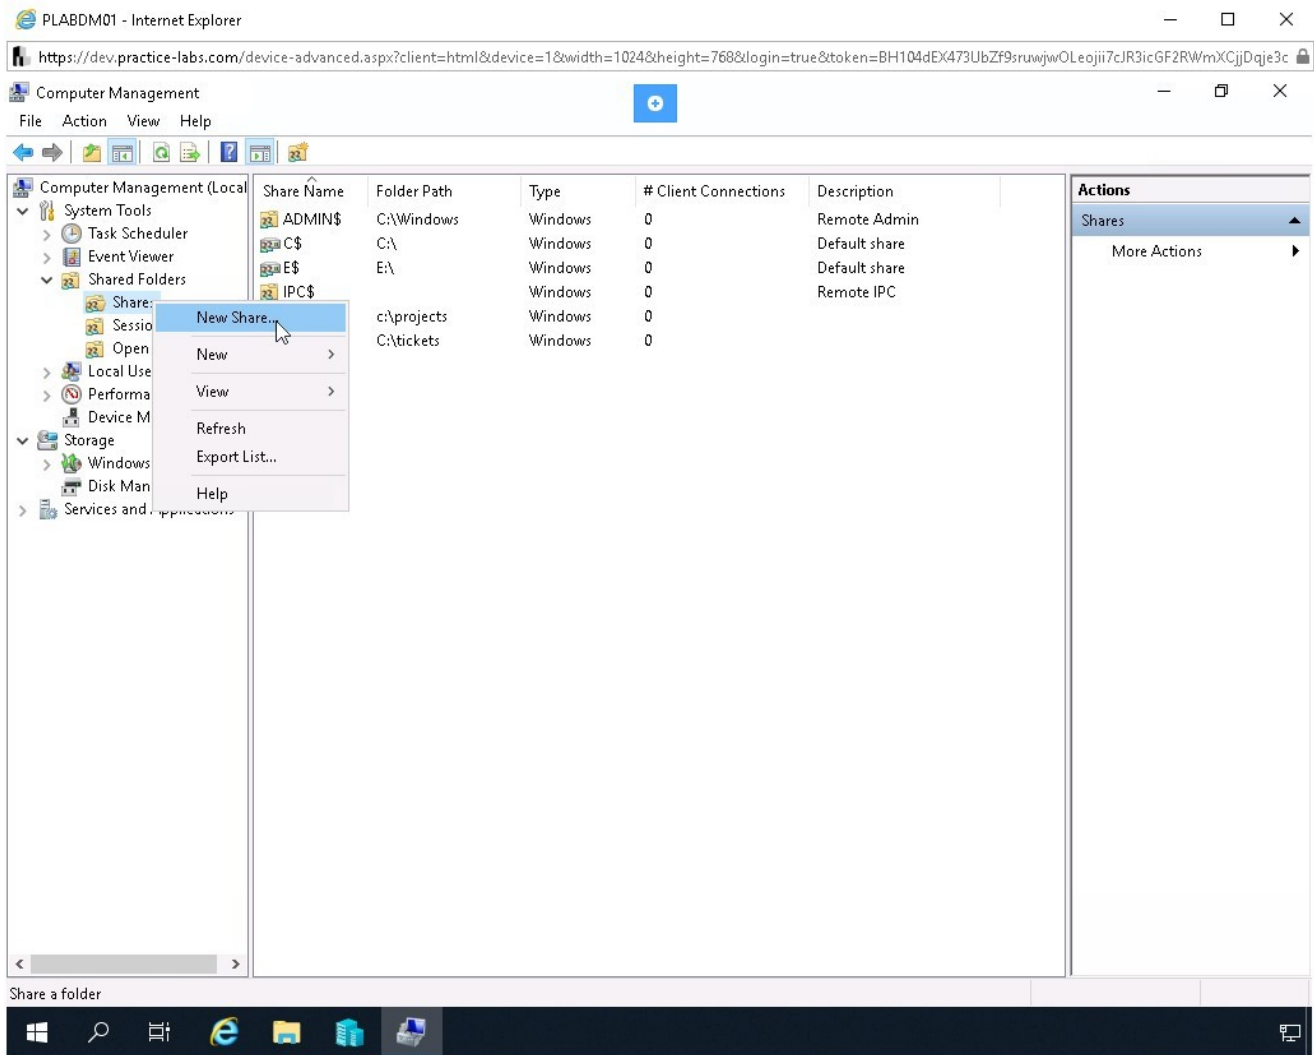 PLABDM01 - Internet Explorer
https://dev.practice-labs.com/device-advanced.aspx?client=html&device=1&width=1024&height=768&login=true&token=BH104dEX473UbZf9sruwjwOLeojii7cJR3icGF2RWmXCjjDqje3c
Computer Management
File Action View Help
Computer Management (Local
System Tools
Task Scheduler
Event Viewer
Shared Folders
Share
Sessio
Open
Local Use
Performa
Device M
Storage
Windows
Disk Man
Services and
New Share...
New
View
Refresh
Export List...
Help
Share Name Folder Path Type # Client Connections Description
ADMIN$ C:\Windows Windows 0 Remote Admin
C$ C:\ Windows 0 Default share
E$ E:\ Windows 0 Default share
IPC$ Windows 0 Remote IPC
c:\projects Windows 0
C:\tickets Windows 0
Actions
Shares
More Actions
Share a folder